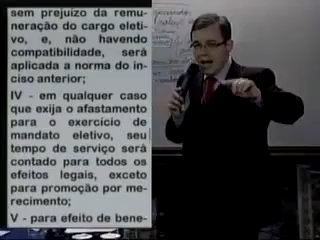 sem prejuízo da remu-
neração do cargo eleti-
vo, e, não havendo
compatibilidade, será
aplicada a norma do in-
ciso anterior;
IV - em qualquer caso
que exija o afastamento
para o exercício de
mandato eletivo, seu
tempo de serviço será
contado para todos os
efeitos legais, exceto
para promoção por me-
recimento;
V - para efeito de bene-